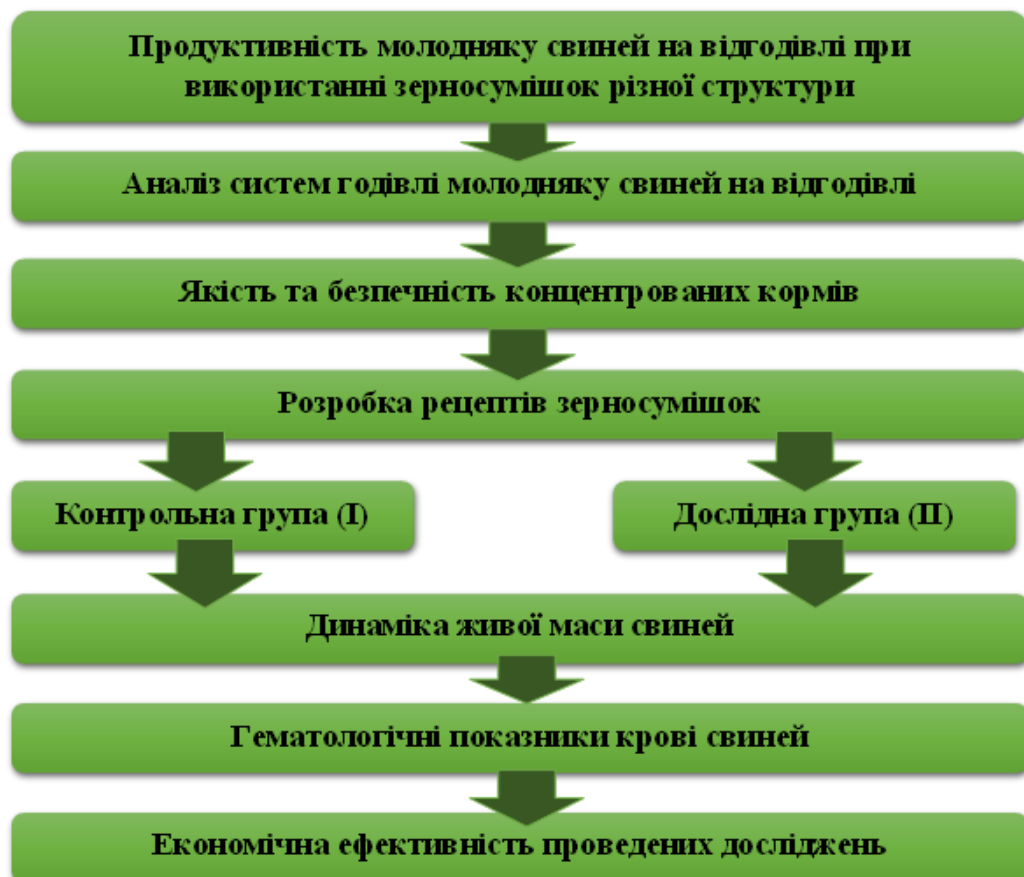 Продуктивність молодняку свиней на відгодівлі при
використанні зерносумішок різної структури
Аналіз систем годівлі молодняку свиней на відгодівлі
Якість та безпечність концентрованих кормів
Розробка рецептів зерносумішок
Контрольна група (І)
Дослідна група (ІІ)
Динаміка живої маси свиней
Гематологічні показники крові свиней
Економічна ефективність проведених досліджень